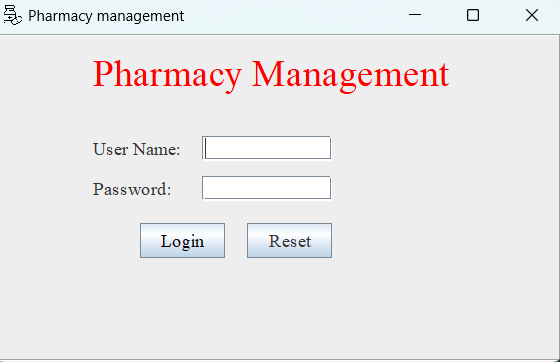 Pharmacy management
Pharmacy Management
User Name:
Password:
Login Reset